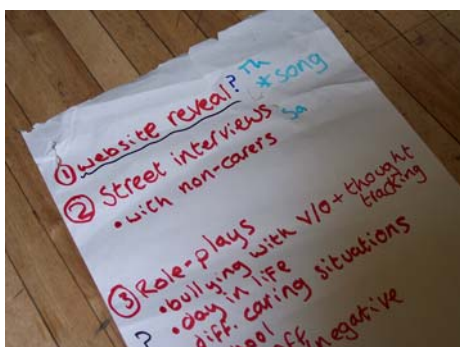 ① website reveal?
Th
* song
Sa
② Street interviews
• with non-carers
③ Role-plays
• bullying with V/O + thought
tracking
• day in life
diff. caring situations
?
negative